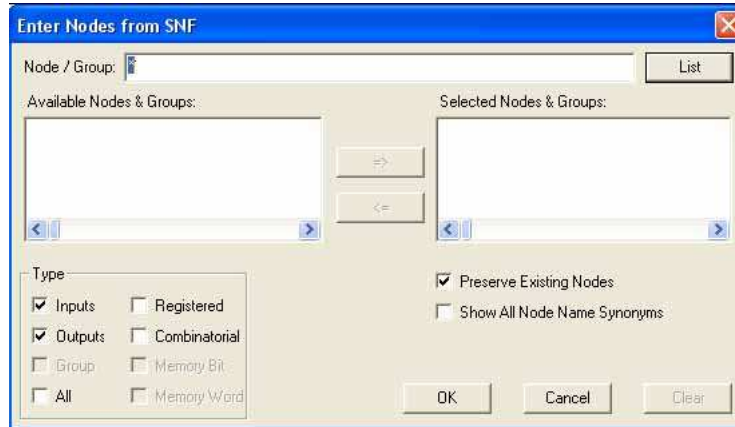 Enter Nodes from SNF
Node / Group: *
List
Available Nodes & Groups:
Selected Nodes & Groups:
=>
<=
Type
Inputs
Registered
Outputs
Combinatorial
Group
Memory Bit
All
Memory Word
Preserve Existing Nodes
Show All Node Name Synonyms
OK
Cancel
Clear